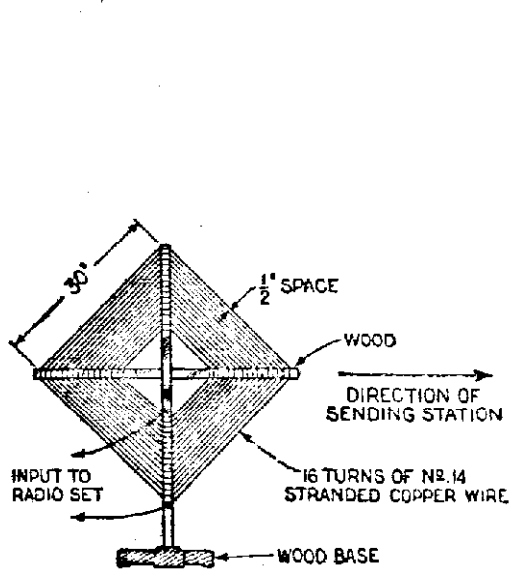 30"
1/2" SPACE
WOOD
DIRECTION OF
SENDING STATION
INPUT TO
RADIO SET
16 TURNS OF Nº.14
STRANDED COPPER WIRE
WOOD BASE